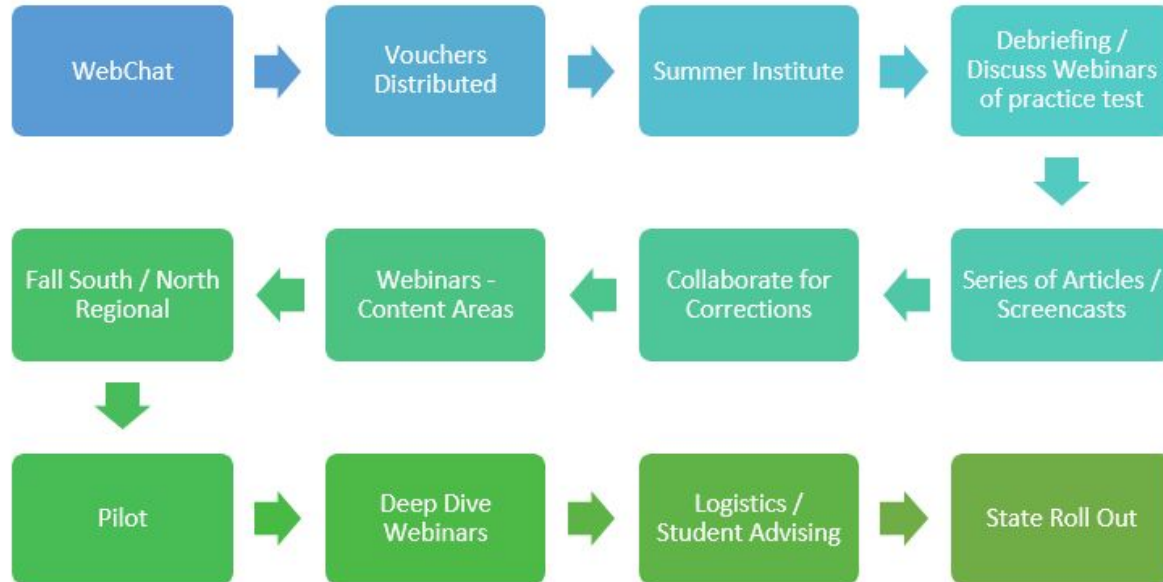 WebChat
Vouchers
Distributed
Summer Institute
Debriefing /
Discuss Webinars
of practice test
Series of Articles /
Screencasts
Collaborate for
Corrections
Webinars -
Content Areas
Fall South / North
Regional
Pilot
Deep Dive
Webinars
Logistics /
Student Advising
State Roll Out